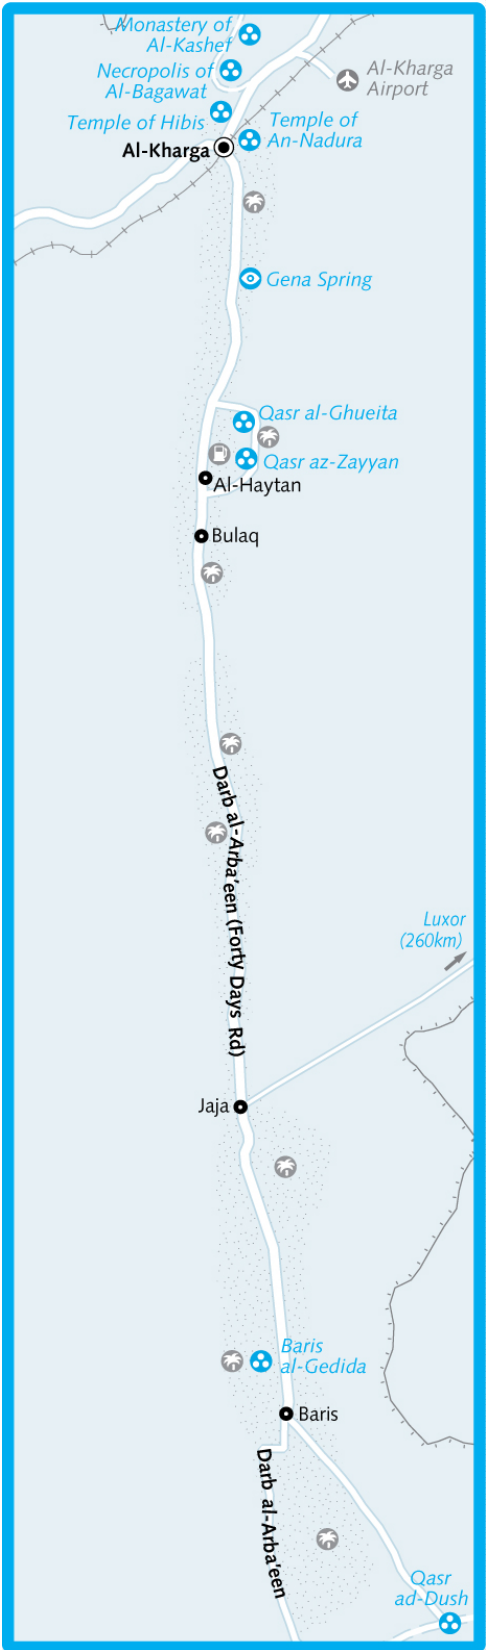 Monastery of
Al-Kashef
Necropolis of
Al-Bagawat
Al-Kharga
Airport
Temple of Hibis
Temple of
An-Nadura
Al-Kharga
Gena Spring
Qasr al-Ghueita
Qasr az-Zayyan
Al-Haytan
Bulaq
Darb al-Arba'een (Forty Days Rd)
Luxor
(260km)
Jaja
Baris
al-Gedida
Baris
Darb al-Arba'een
Qasr
ad-Dush